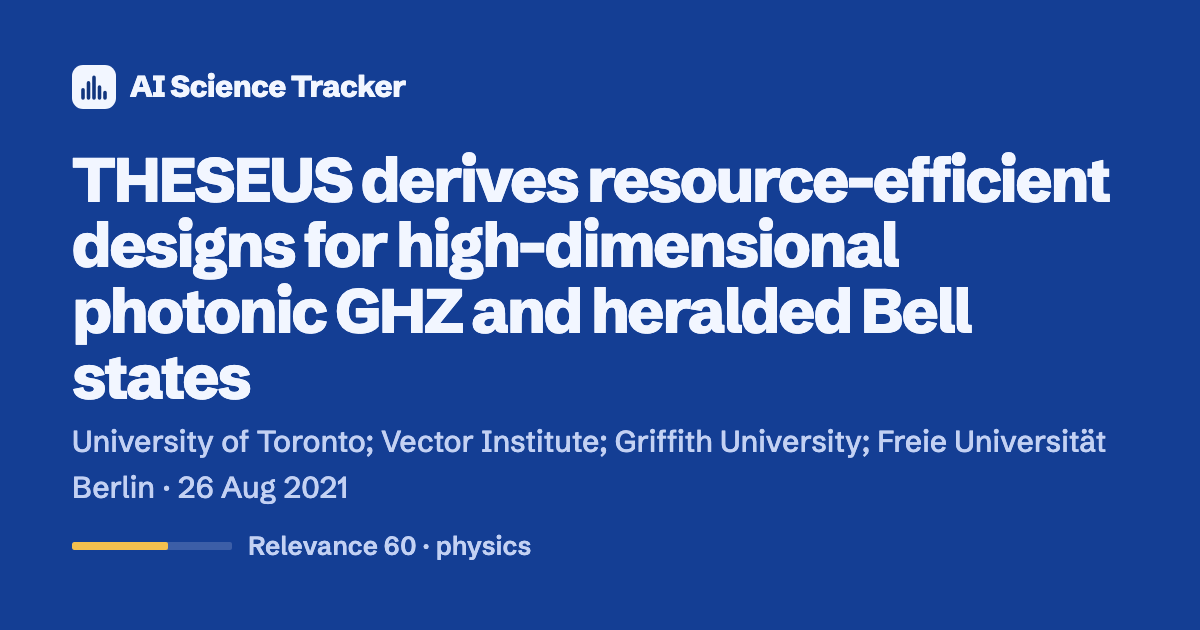 AI Science Tracker
THESEUS derives resource-efficient
designs for high-dimensional
photonic GHZ and heralded Bell
states
University of Toronto; Vector Institute; Griffith University; Freie Universität
Berlin · 26 Aug 2021
Relevance 60 · physics